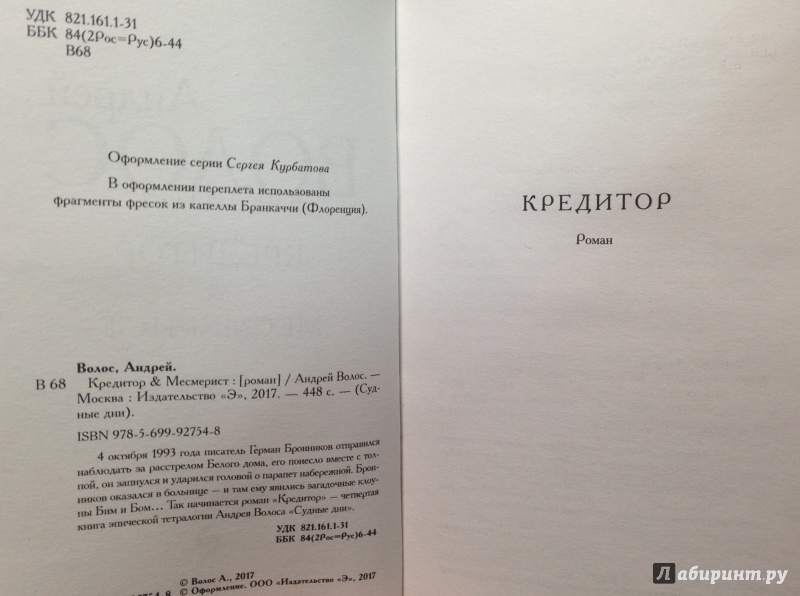 УДК 821.161.1-31
ББК 84(2Рос=Рус)6-44
В68
Оформление серии Сергея Курбатова
В оформлении переплета использованы
фрагменты фресок из капеллы Бранкаччи (Флоренция).
Волос, Андрей.
В 68 Кредитор & Месмерист : [роман] / Андрей Волос. —
Москва : Издательство «Э», 2017. — 448 с. — (Суд-
ные дни).
ISBN 978-5-699-92754-8
4 октября 1993 года писатель Герман Бронников отправился
наблюдать за расстрелом Белого дома, его понесло вместе с тол-
пой, он запнулся и ударился головой о парапет набережной. Брон-
ников оказался в больнице — и там ему явились загадочные клоу-
ны Бим и Бом... Так начинается роман «Кредитор» — четвертая
книга эпической тетралогии Андрея Волоса «Судные дни».
УДК 821.161.1-31
ББК 84(2Рос=Рус)6-44
© Волос А., 2017
© Оформление. ООО «Издательство «Э», 2017
КРЕДИТОР
Роман
Лабиринт.ру